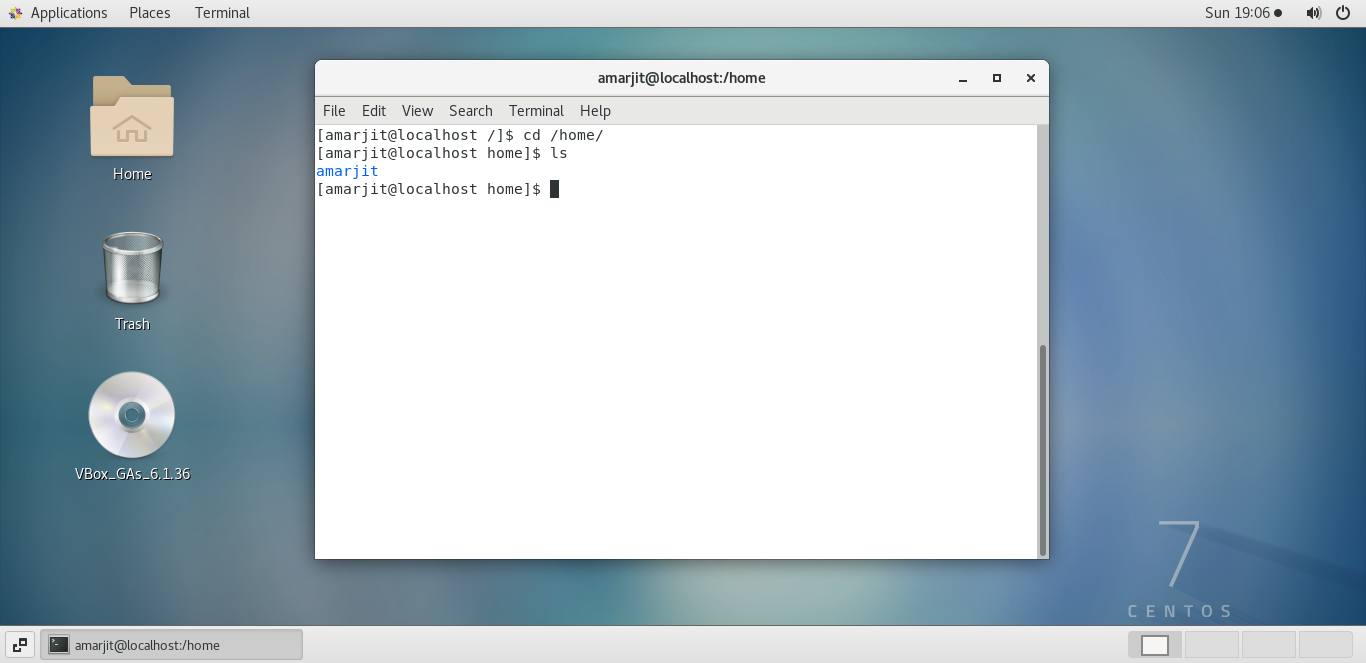 Applications Places Terminal Sun 19:06
amarjit@localhost:/home
File Edit View Search Terminal Help
[amarjit@localhost /]$ cd /home/
[amarjit@localhost home]$ ls
amarjit
[amarjit@localhost home]$
Home
Trash
VBox_GAs_6.1.36
7
CENTOS
amarjit@localhost:/home